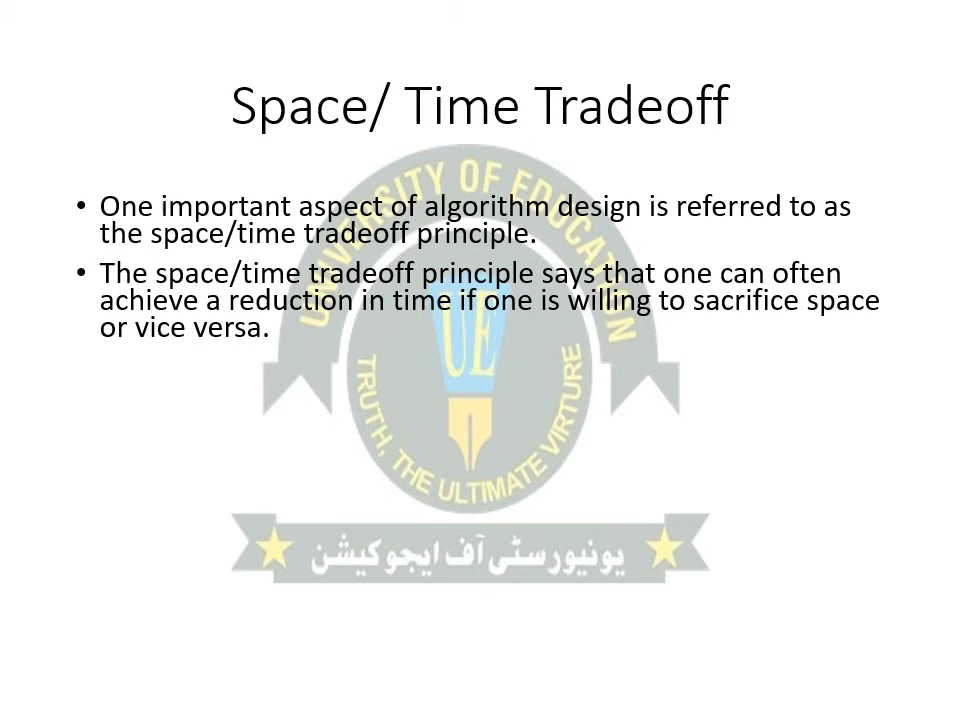 Space/ Time Tradeoff
• One important aspect of algorithm design is referred to as
the space/time tradeoff principle.
• The space/time tradeoff principle says that one can often
achieve a reduction in time if one is willing to sacrifice space
or vice versa.
UNIVERSITY OF EDUCATION
UE
TRUTH, THE ULTIMATE VIRTURE
یونیورسٹی آف ایجوکیشن